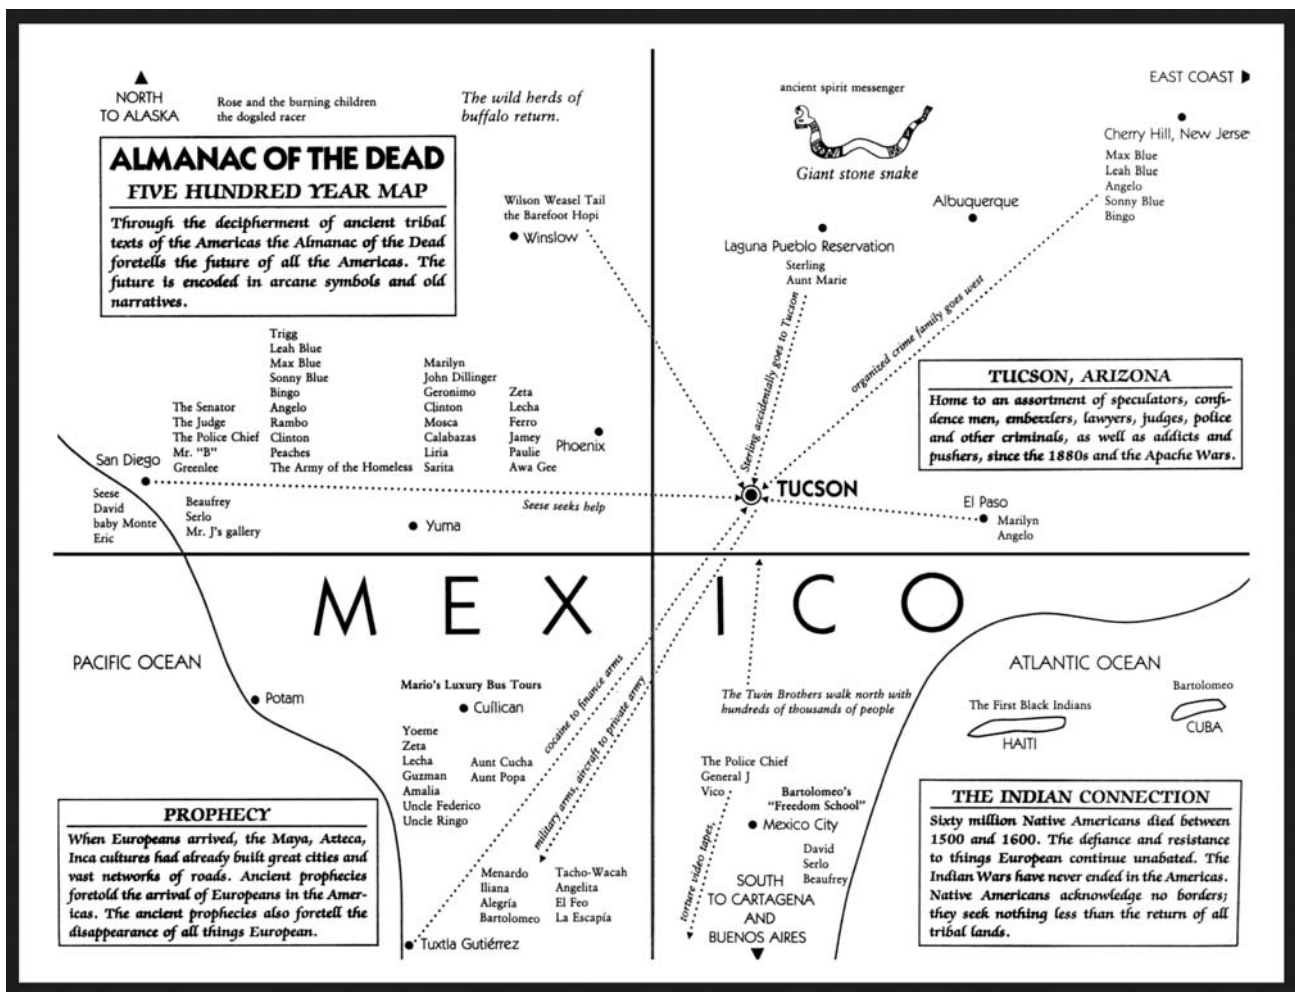 NORTH
TO ALASKA
Rose and the burning children
the dogsled racer
The wild herds of
buffalo return.
ALMANAC OF THE DEAD
FIVE HUNDRED YEAR MAP
Through the decipherment of ancient tribal
texts of the Americas the Almanac of the Dead
foretells the future of all the Americas. The
future is encoded in arcane symbols and old
narratives.
Wilson Weasel Tail
the Barefoot Hopi
Winslow
ancient spirit messenger
Giant stone snake
EAST COAST
Cherry Hill, New Jerse
Max Blue
Leah Blue
Angelo
Sonny Blue
Bingo
Albuquerque
Laguna Pueblo Reservation
Sterling
Aunt Marie
Sterling accidentally goes to Tucson
organized crime family goes west
TUCSON, ARIZONA
Home to an assortment of speculators, confi-
dence men, embezzlers, lawyers, judges, police
and other criminals, as well as addicts and
pushers, since the 1880s and the Apache Wars.
San Diego
Seese
David
baby Monte
Eric
The Senator
The Judge
The Police Chief
Mr. "B"
Greenlee
Beaufrey
Serlo
Mr. J's gallery
Trigg
Leah Blue
Max Blue
Sonny Blue
Bingo
Angelo
Rambo
Clinton
Peaches
The Army of the Homeless
Marilyn
John Dillinger
Geronimo
Clinton
Mosca
Calabazas
Liria
Sarita
Zeta
Lecha
Ferro
Jamey
Paulie
Awa Gee
Phoenix
Seese seeks help
Yuma
TUCSON
El Paso
Marilyn
Angelo
MEXICO
PACIFIC OCEAN
Potam
Mario's Luxury Bus Tours
Cullican
Yoeme
Zeta
Lecha
Guzman
Amalia
Uncle Federico
Uncle Ringo
Aunt Cucha
Aunt Popa
cocaine to finance arms
military arms, aircraft to private army
The Twin Brothers walk north with
hundreds of thousands of people
ATLANTIC OCEAN
The First Black Indians
HAITI
Bartolomeo
CUBA
PROPHECY
When Europeans arrived, the Maya, Azteca,
Inca cultures had already built great cities and
vast networks of roads. Ancient prophecies
foretold the arrival of Europeans in the Amer-
icas. The ancient prophecies also foretell the
disappearance of all things European.
Menardo
Iliana
Alegría
Bartolomeo
Tacho-Wacah
Angelita
El Feo
La Escapía
Tuxtla Gutiérrez
The Police Chief
General J
Vico
torture video tapes,
Bartolomeo's
"Freedom School"
Mexico City
David
Serlo
Beaufrey
SOUTH
TO CARTAGENA
AND
BUENOS AIRES
THE INDIAN CONNECTION
Sixty million Native Americans died between
1500 and 1600. The defiance and resistance
to things European continue unabated. The
Indian Wars have never ended in the Americas.
Native Americans acknowledge no borders;
they seek nothing less than the return of all
tribal lands.